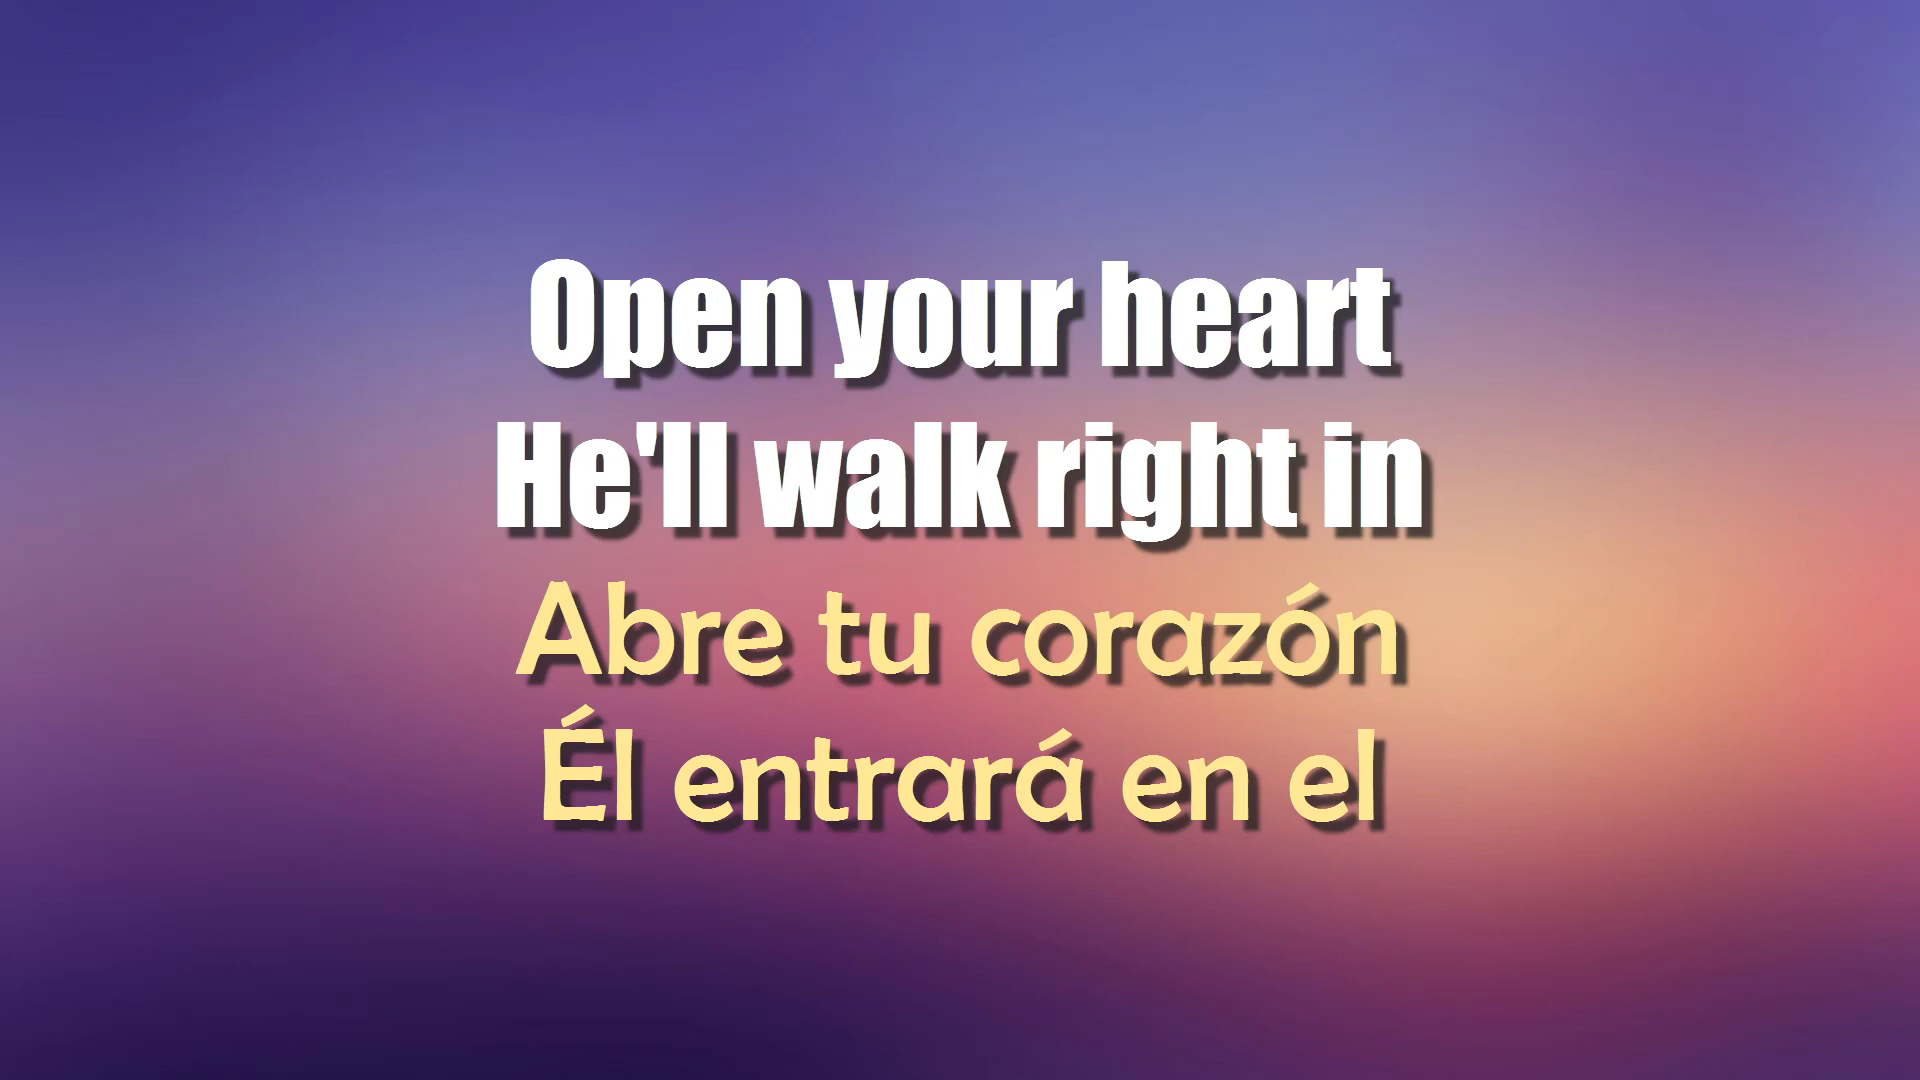 Open your heart
He'll walk right in
Abre tu corazón
Él entrará en el